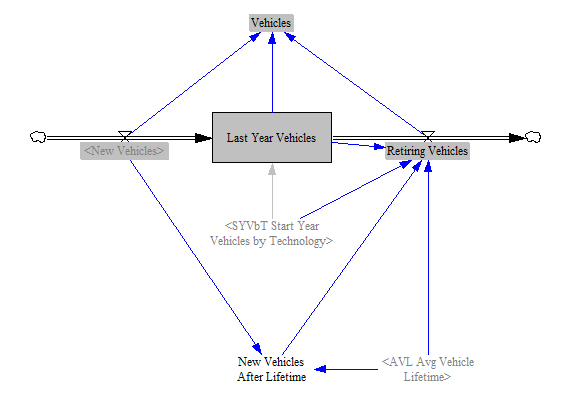 Vehicles
Last Year Vehicles
<New Vehicles>
Retiring Vehicles
<SYVbT Start Year
Vehicles by Technology>
New Vehicles
After Lifetime
<AVL Avg Vehicle
Lifetime>